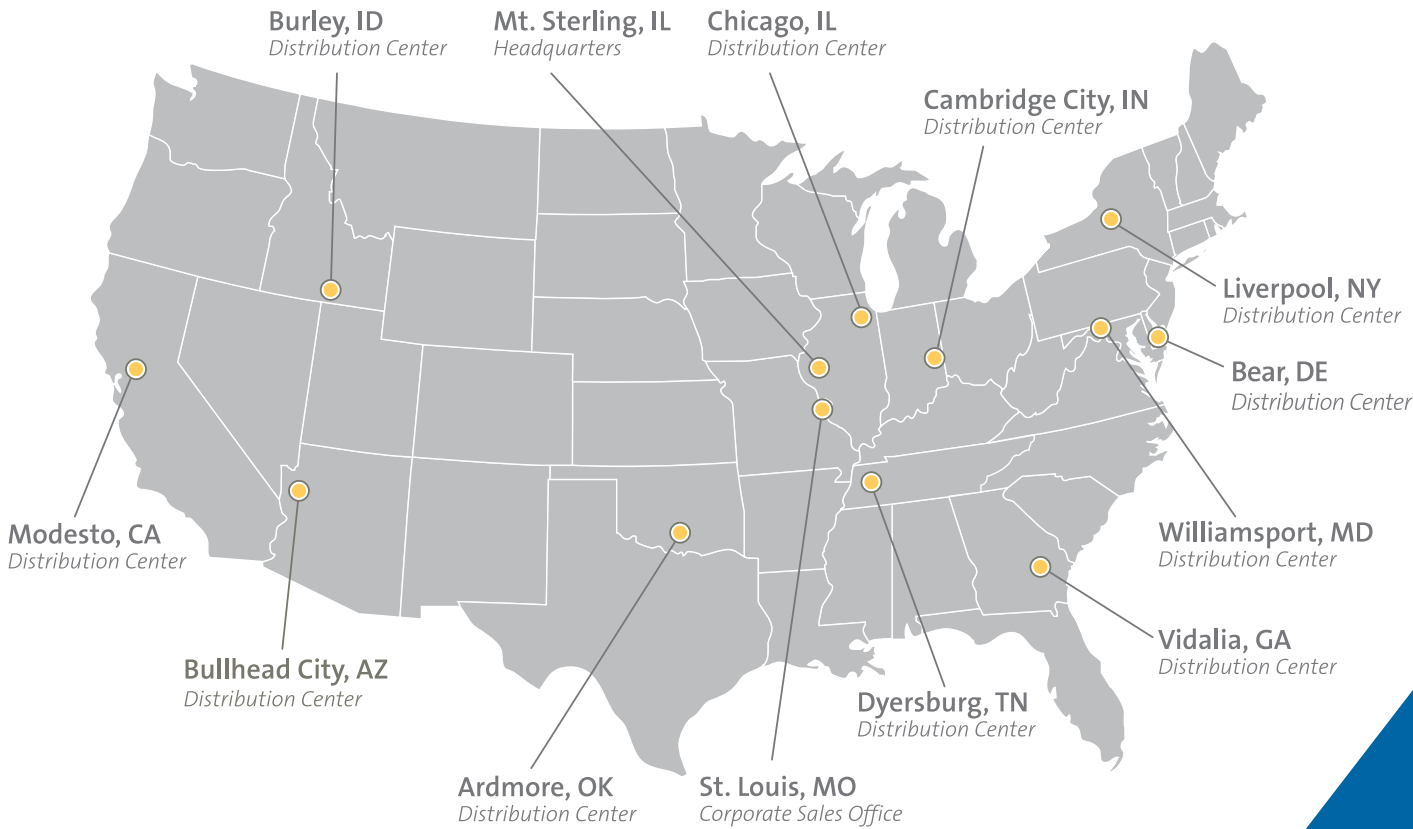 Burley, ID
Distribution Center
Mt. Sterling, IL
Headquarters
Chicago, IL
Distribution Center
Cambridge City, IN
Distribution Center
Liverpool, NY
Distribution Center
Bear, DE
Distribution Center
Modesto, CA
Distribution Center
Williamsport, MD
Distribution Center
Vidalia, GA
Distribution Center
Bullhead City, AZ
Distribution Center
Dyersburg, TN
Distribution Center
Ardmore, OK
Distribution Center
St. Louis, MO
Corporate Sales Office